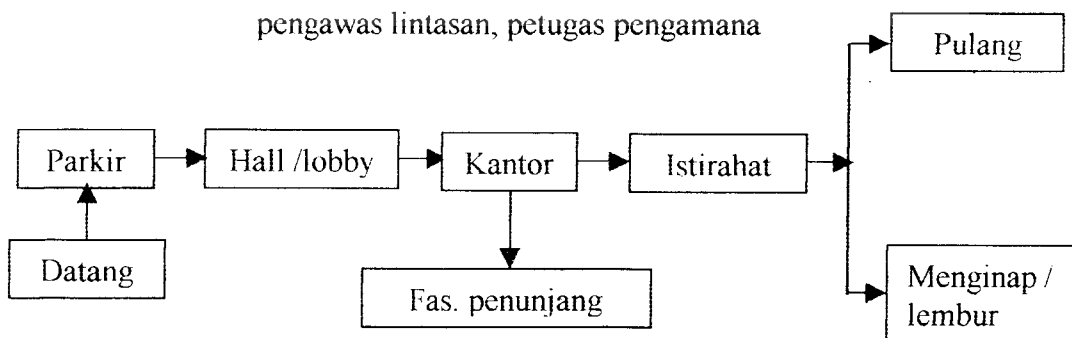 pengawas lintasan, petugas pengamana
Pulang
Parkir
Hall /lobby
Kantor
Istirahat
Datang
Fas. penunjang
Menginap /
lembur